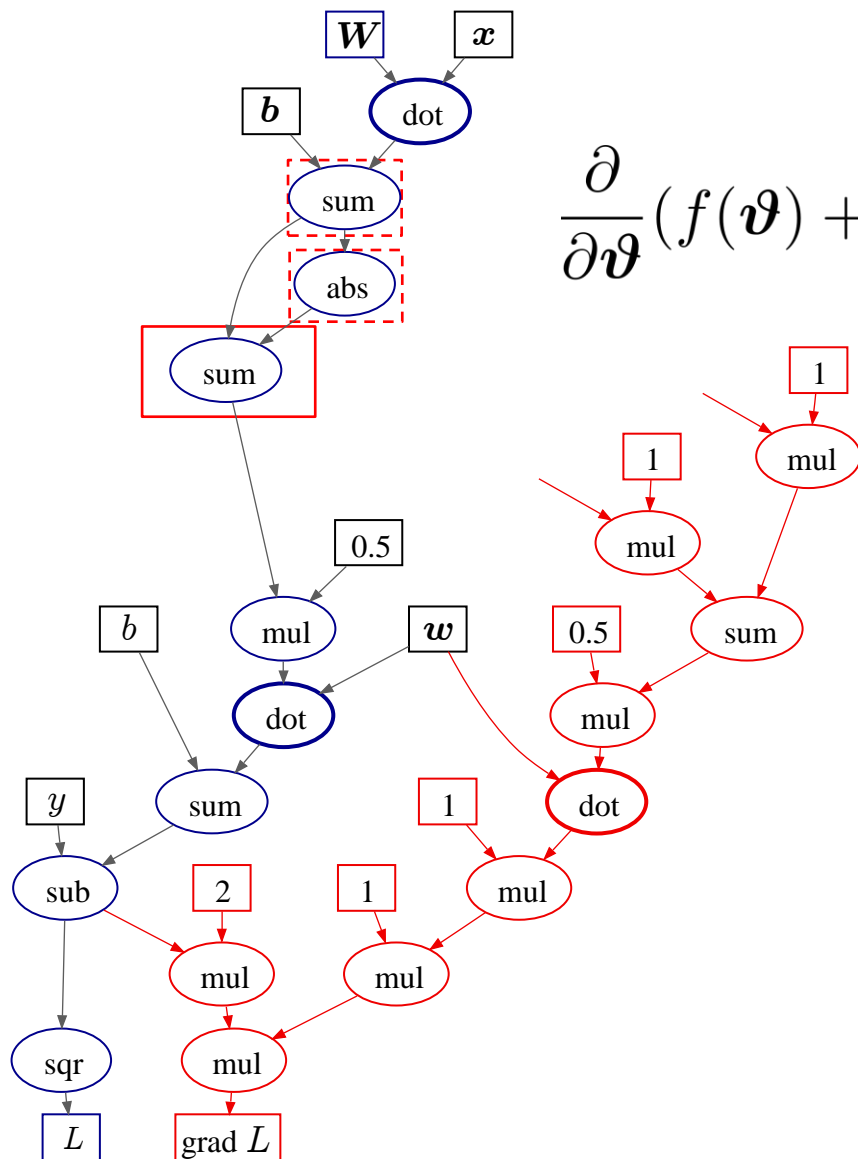 W x
b dot
sum
abs
sum
∂/∂ϑ (f(ϑ) +
1
mul
1
mul
0.5
mul
sum
b w 0.5
dot mul
y sum 1 dot
sub 2 1 mul
mul mul
sqr mul
L grad L